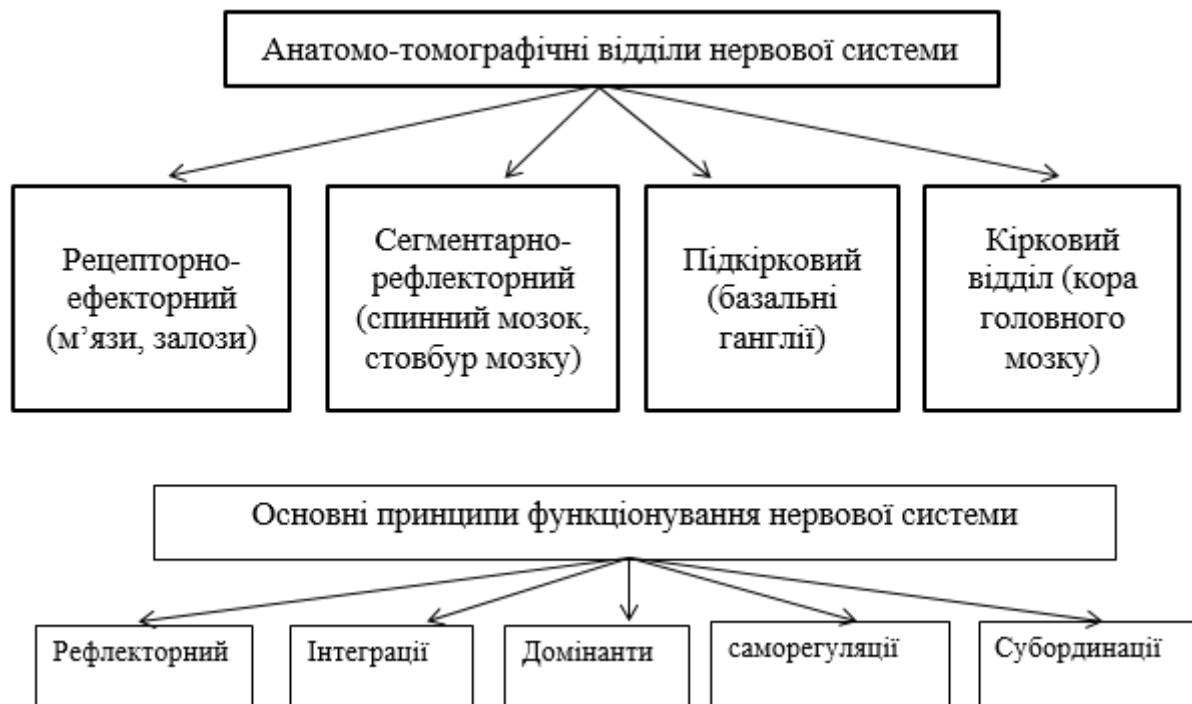 Анатомо-томографічні відділи нервової системи
Рецепторно-
ефекторний
(м’язи, залози)
Сегментарно-
рефлекторний
(спинний мозок,
стовбур мозку)
Підкірковий
(базальні
ганглії)
Кірковий
відділ (кора
головного
мозку)
Основні принципи функціонування нервової системи
Рефлекторний
Інтеграції
Домінанти
саморегуляції
Субординації